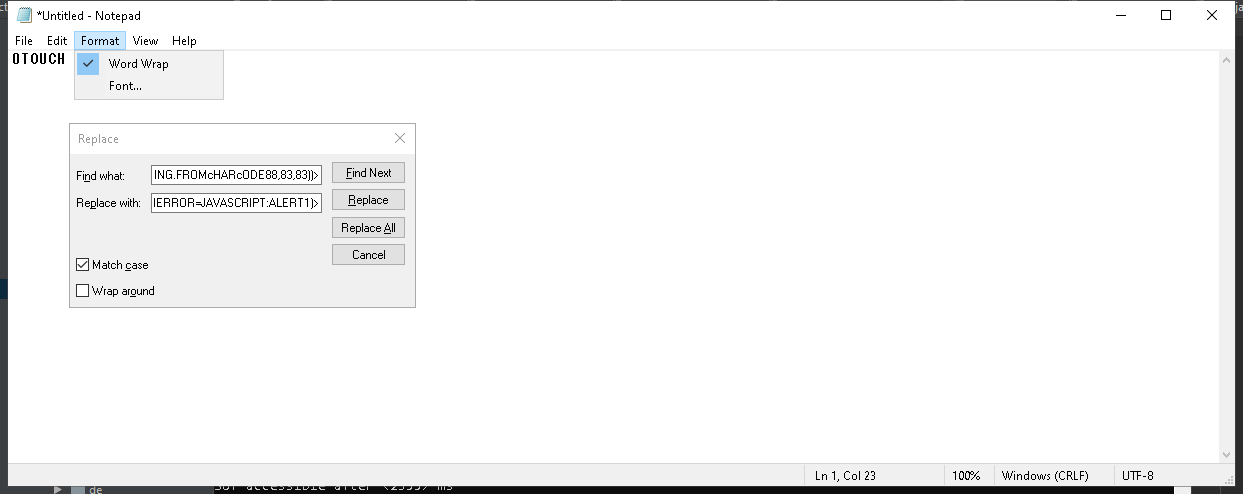 *Untitled - Notepad
File Edit Format View Help
OTOUCH
Word Wrap
Font...
Replace
Find what: ING.FROMcHARcODE88,83,83))> Find Next
Replace with: IERROR=JAVASCRIPT:ALERT1)> Replace
Replace All
Cancel
Match case
Wrap around
Ln 1, Col 23 100% Windows (CRLF) UTF-8
de